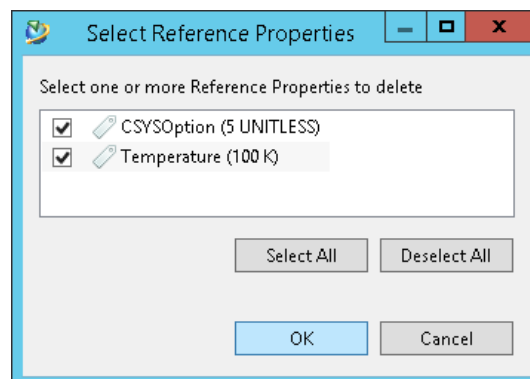 Select Reference Properties
Select one or more Reference Properties to delete
CSYSOption (5 UNITLESS)
Temperature (100 K)
Select All Deselect All
OK Cancel